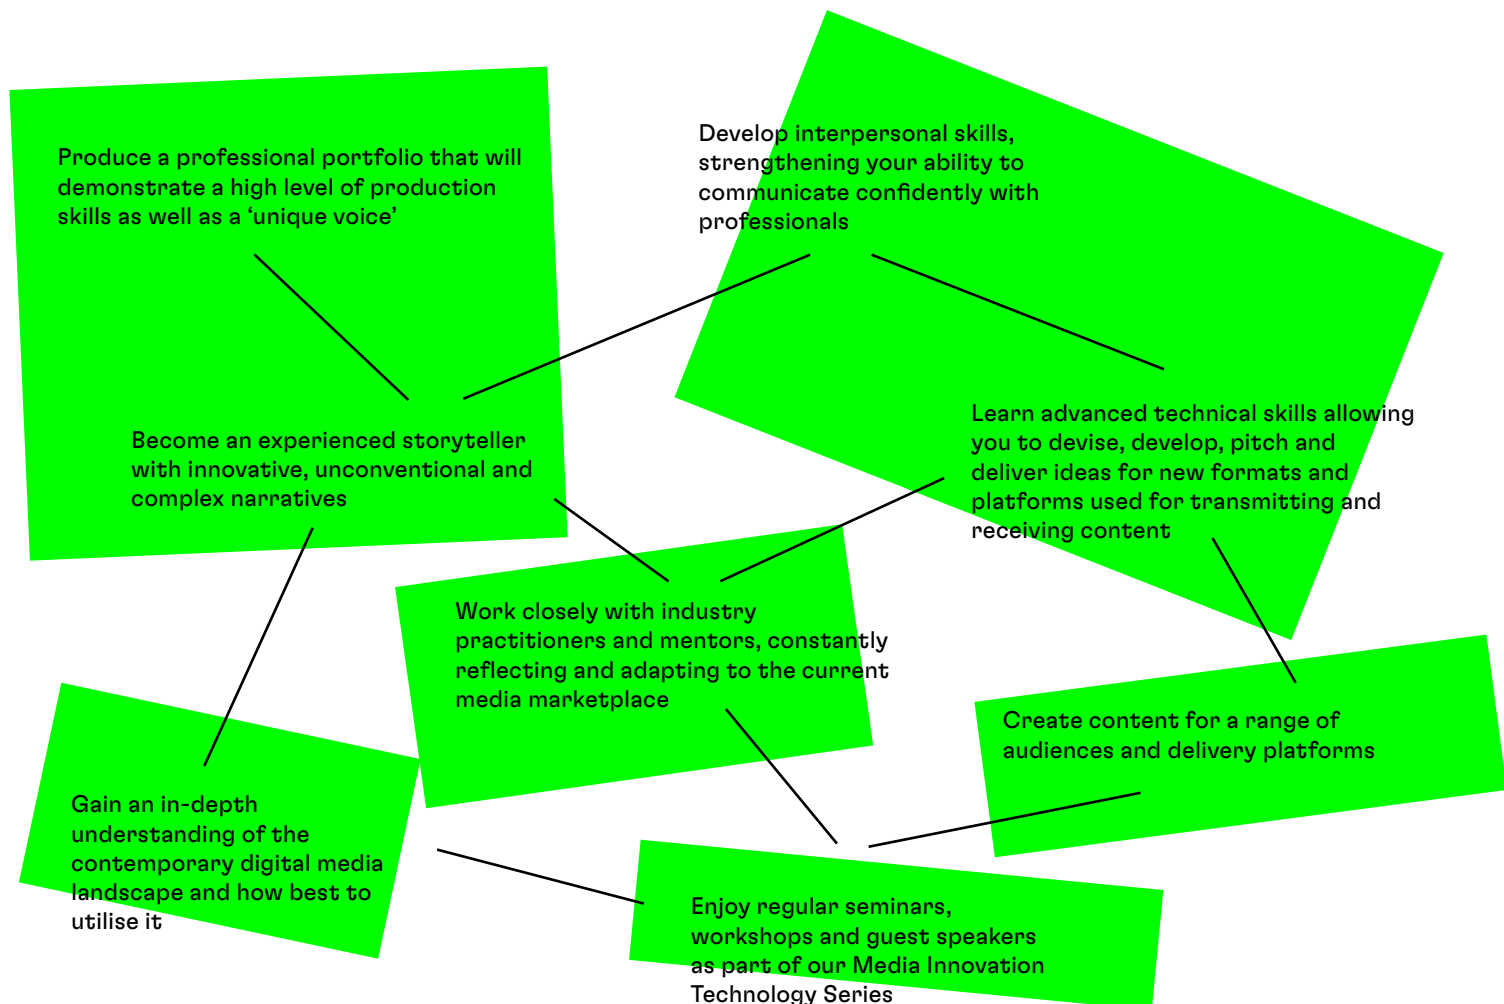 Produce a professional portfolio that will
demonstrate a high level of production
skills as well as a ‘unique voice’
Develop interpersonal skills,
strengthening your ability to
communicate confidently with
professionals
Become an experienced storyteller
with innovative, unconventional and
complex narratives
Learn advanced technical skills allowing
you to devise, develop, pitch and
deliver ideas for new formats and
platforms used for transmitting and
receiving content
Work closely with industry
practitioners and mentors, constantly
reflecting and adapting to the current
media marketplace
Create content for a range of
audiences and delivery platforms
Gain an in-depth
understanding of the
contemporary digital media
landscape and how best to
utilise it
Enjoy regular seminars,
workshops and guest speakers
as part of our Media Innovation
Technology Series